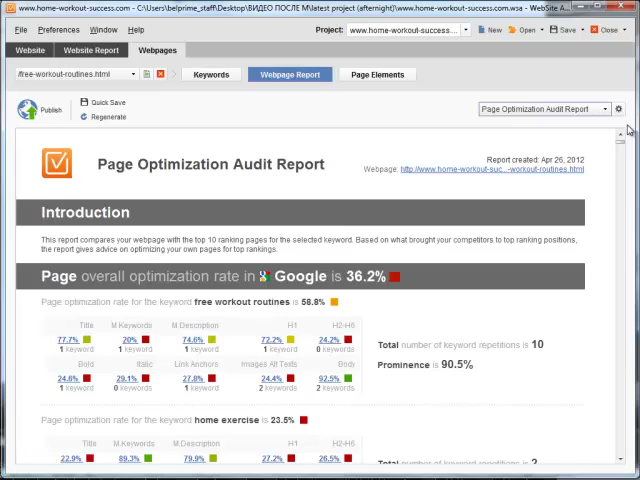 www.home-workout-success.com - C:\Users\belprime_staff\Desktop\ВИДЕО ПОСЛЕ M\latest project (afternight)\www.home-workout-success.com.wsa - WebSite A...
File Preferences Window Help Project: www.home-workout-success.... New Open Save Close
Website Website Report Webpages
/free-workout-routines.html Keywords Webpage Report Page Elements
Publish Quick Save Page Optimization Audit Report
Regenerate
Page Optimization Audit Report
Report created: Apr 26, 2012
Webpage: http://www.home-workout-suc...-workout-routines.html
Introduction
This report compares your webpage with the top 10 ranking pages for the selected keyword. Based on what brought your competitors to top ranking positions,
the report gives advice on optimizing your own pages for top rankings.
Page overall optimization rate in Google is 36.2%
Page optimization rate for the keyword free workout routines is 58.8%
Title M.Keywords M.Description H1 H2-H6
77.7% 20% 74.6% 72.2% 24.2%
1 keyword 1 keyword 1 keyword 1 keyword 0 keywords
Total number of keyword repetitions is 10
Bold Italic Link Anchors Images Alt Texts Body
Prominence is 90.5%
24.6% 29.1% 27.8% 24.4% 92.5%
1 keyword 0 keywords 1 keyword 2 keywords 2 keywords
Page optimization rate for the keyword home exercise is 23.5%
Title M.Keywords M.Description H1 H2-H6
22.9% 89.3% 79.9% 27.2% 26.5%
Total number of keyword repetitions is 2